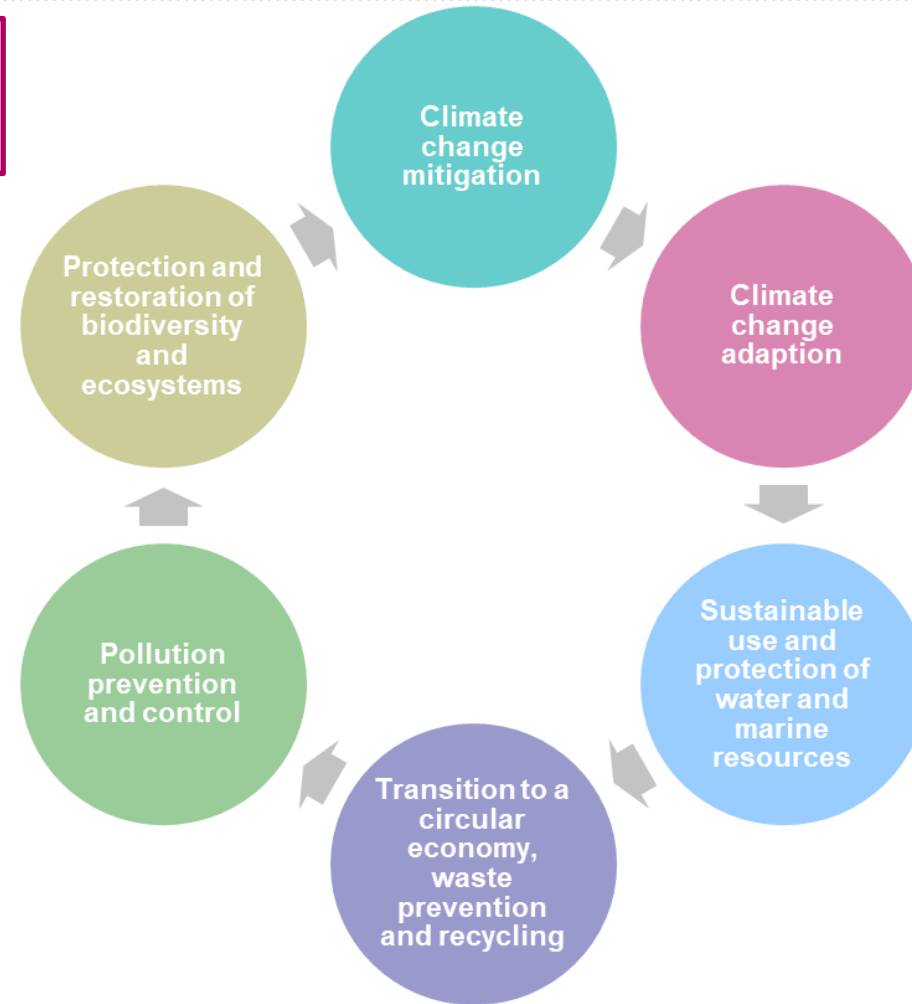 Climate
change
mitigation
Climate
change
adaption
Sustainable
use and
protection of
water and
marine
resources
Transition to a
circular
economy,
waste
prevention
and recycling
Pollution
prevention
and control
Protection and
restoration of
biodiversity
and
ecosystems